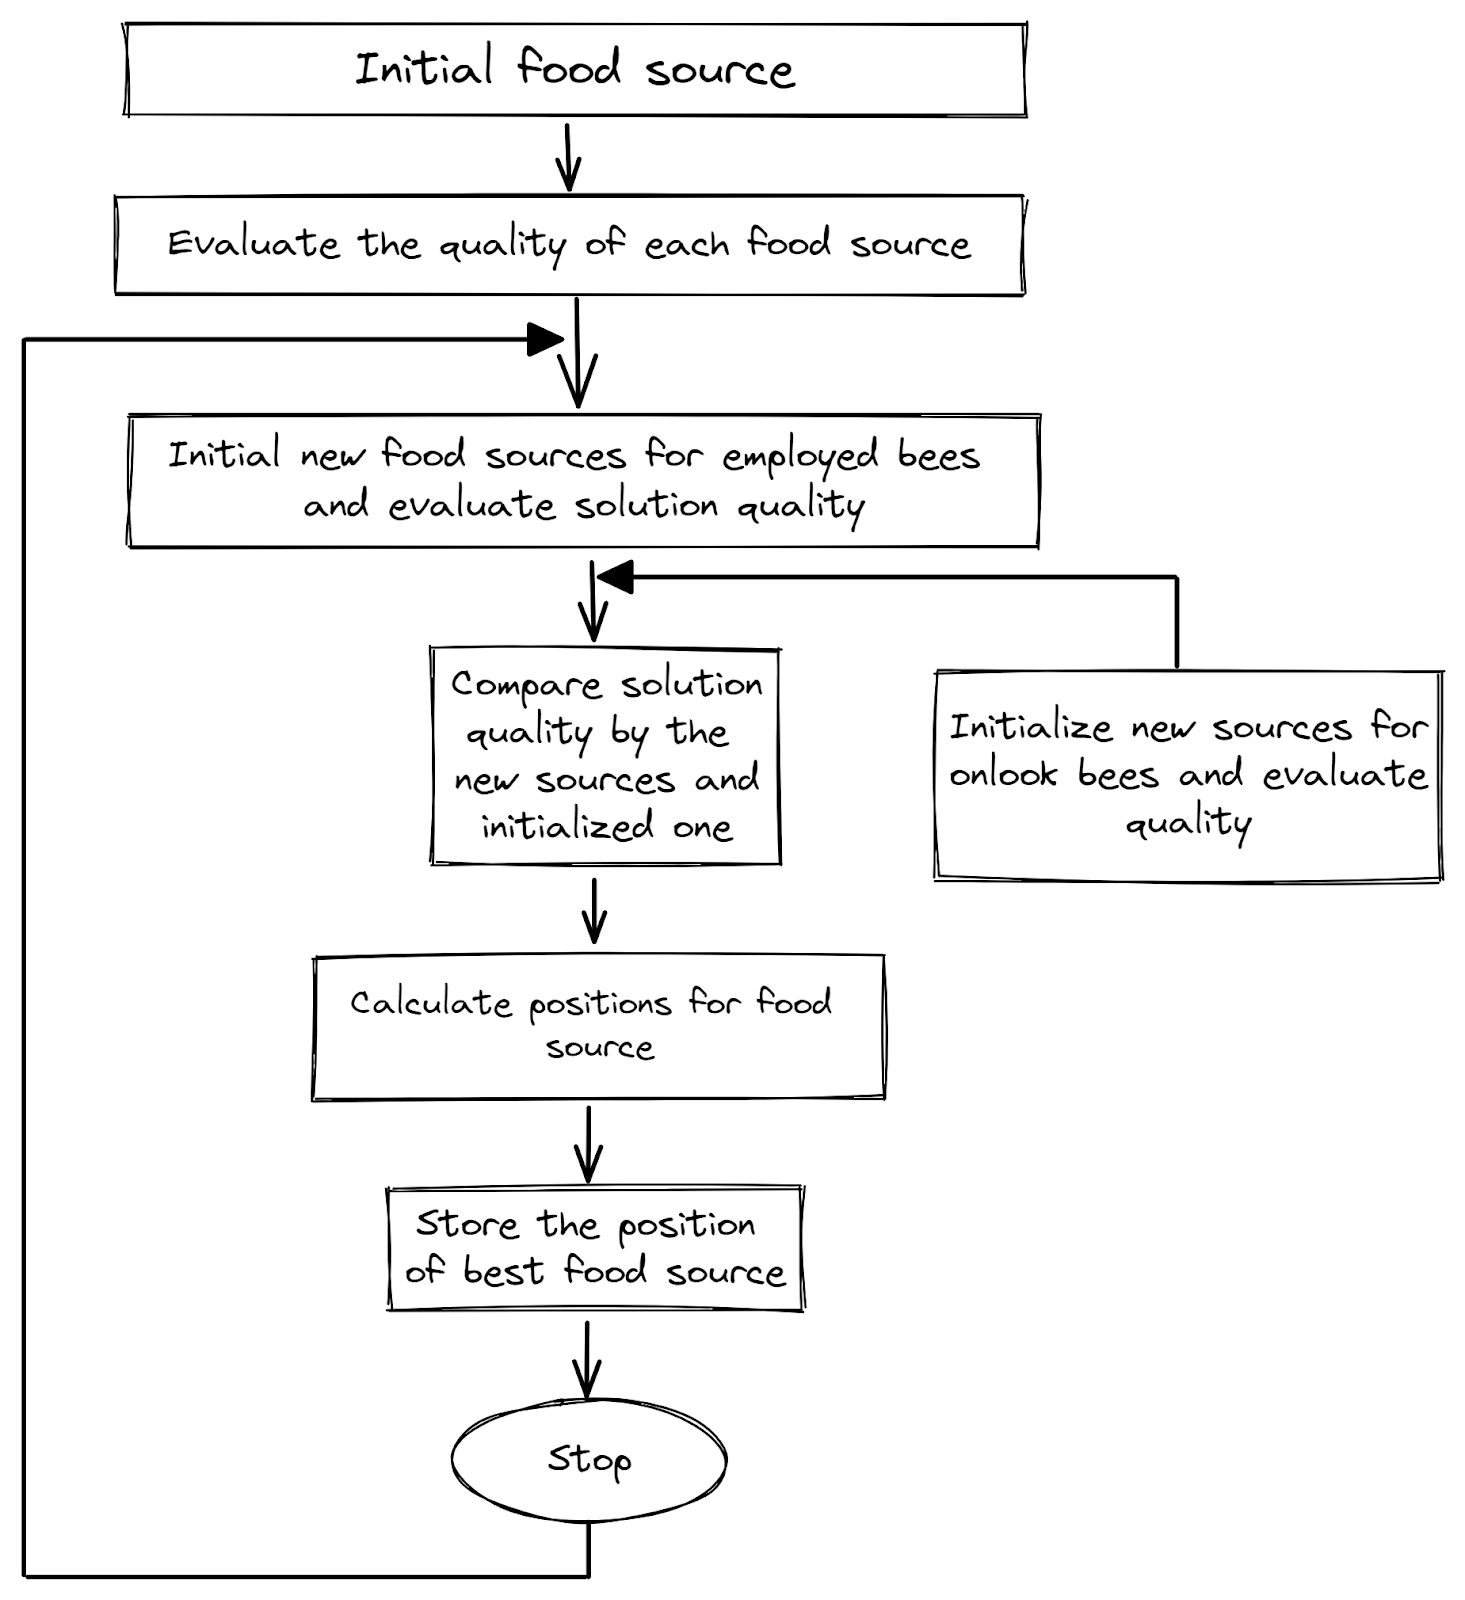 Initial food source
Evaluate the quality of each food source
Initial new food sources for employed bees
and evaluate solution quality
Compare solution
quality by the
new sources and
initialized one
Initialize new sources for
onlook bees and evaluate
quality
Calculate positions for food
source
Store the position
of best food source
Stop